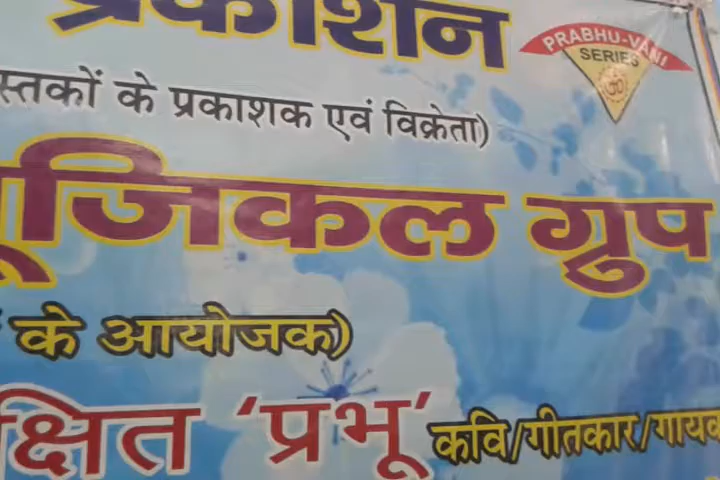 प्रकाशन
PRABHU-VANI
SERIES
ॐ
स्तकों के प्रकाशक एवं विक्रेता)
ूजिकल ग्रुप
के आयोजक)
क्षित 'प्रभू' कवि/गीतकार/गायक